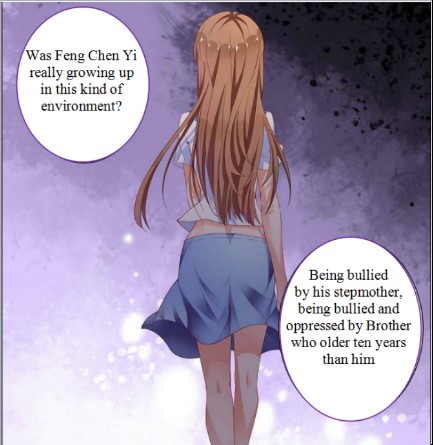 Was Feng Chen Yi
really growing up
in this kind of
environment?
Being bullied
by his stepmother,
being bullied and
oppressed by Brother
who older ten years
than him